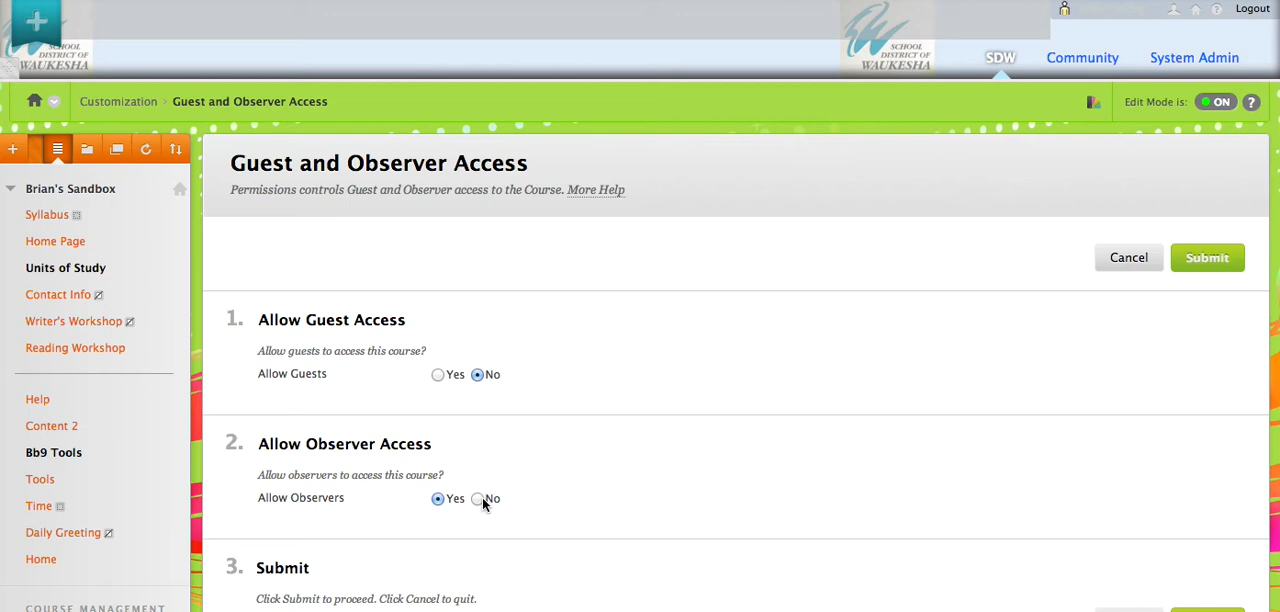 Logout
SCHOOL
DISTRICT OF
WAUKESHA
SCHOOL
DISTRICT OF
WAUKESHA
SDW Community System Admin
Customization › Guest and Observer Access
Edit Mode is: ON ?
Guest and Observer Access
Permissions controls Guest and Observer access to the Course. More Help
Brian's Sandbox
Syllabus
Home Page
Units of Study
Contact Info
Writer's Workshop
Reading Workshop
Help
Content 2
Bb9 Tools
Tools
Time
Daily Greeting
Home
COURSE MANAGEMENT
Cancel Submit
1. Allow Guest Access
Allow guests to access this course?
Allow Guests Yes No
2. Allow Observer Access
Allow observers to access this course?
Allow Observers Yes No
3. Submit
Click Submit to proceed. Click Cancel to quit.